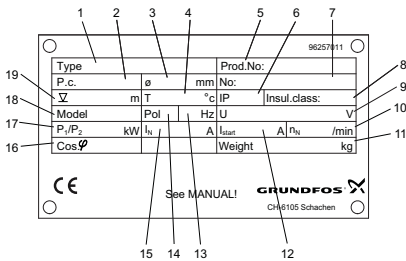 1 2 3 4 5 6 7
96257011
Type Prod.No:
P.c. ø mm No:
19 ∇ m T °c IP Insul.class: 8
18 Model Pol Hz U V 9
17 P1/P2 kW IN A Istart A nN /min 10
16 Cos.φ Weight kg 11
CE See MANUAL! GRUNDFOS
CH-6105 Schachen
15 14 13 12